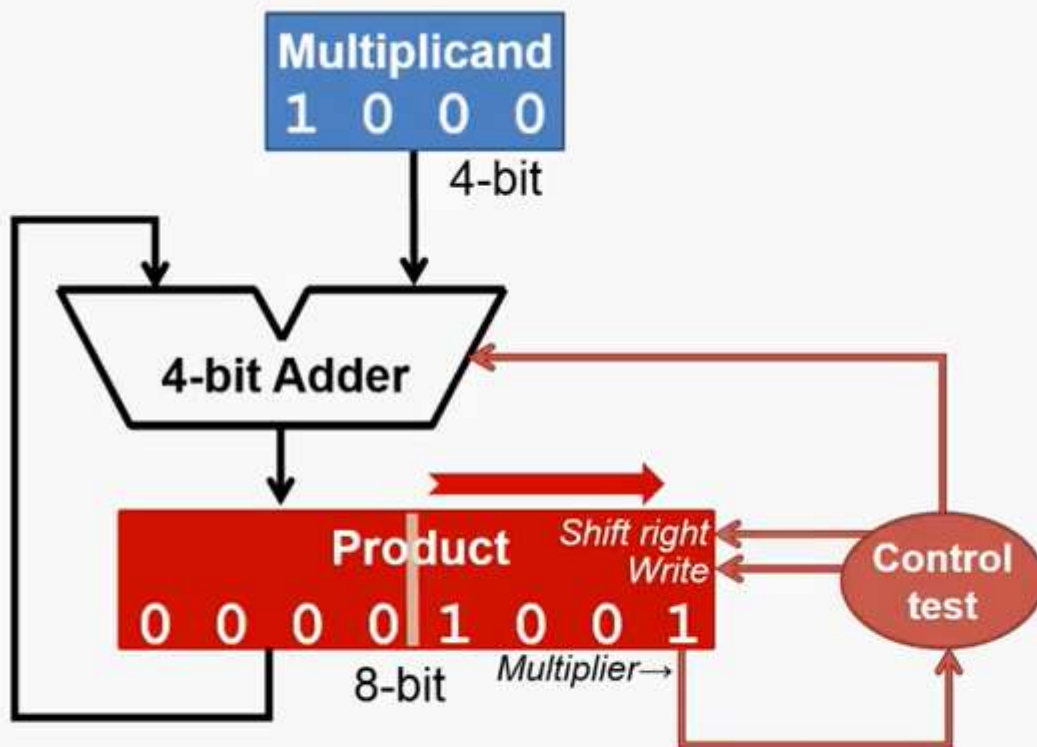 Multiplicand
1 0 0 0
4-bit
4-bit Adder
Product
Shift right
Write
Control
test
0 0 0 0 1 0 0 1
8-bit
Multiplier→